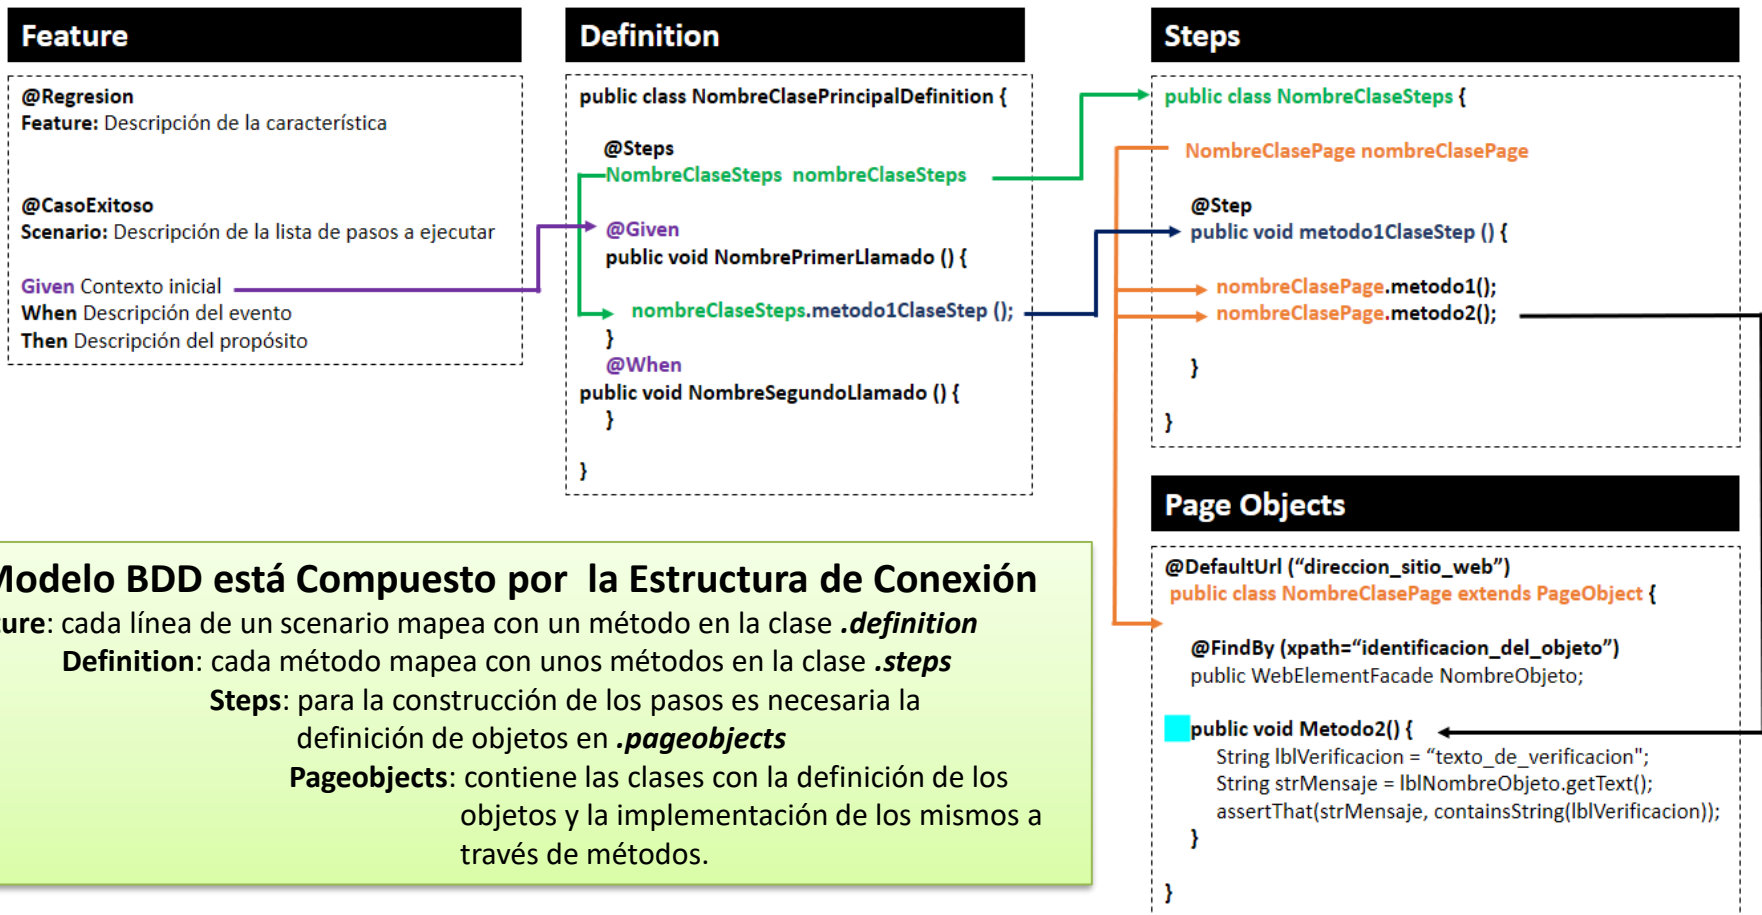 Feature
@Regresion
Feature: Descripción de la característica
@CasoExitoso
Scenario: Descripción de la lista de pasos a ejecutar
Given Contexto inicial
When Descripción del evento
Then Descripción del propósito
Definition
public class NombreClasePrincipalDefinition {
@Steps
NombreClaseSteps nombreClaseSteps
@Given
public void NombrePrimerLlamado () {
nombreClaseSteps.metodo1ClaseStep ();
}
@When
public void NombreSegundoLlamado () {
}
}
Steps
public class NombreClaseSteps {
NombreClasePage nombreClasePage
@Step
public void metodo1ClaseStep () {
nombreClasePage.metodo1();
nombreClasePage.metodo2();
}
}
Page Objects
@DefaultUrl (“direccion_sitio_web”)
public class NombreClasePage extends PageObject {
@FindBy (xpath=“identificacion_del_objeto”)
public WebElementFacade NombreObjeto;
public void Metodo2() {
String lblVerificacion = “texto_de_verificacion";
String strMensaje = lblNombreObjeto.getText();
assertThat(strMensaje, containsString(lblVerificacion));
}
}
Modelo BDD está Compuesto por la Estructura de Conexión
ture: cada línea de un scenario mapea con un método en la clase .definition
Definition: cada método mapea con unos métodos en la clase .steps
Steps: para la construcción de los pasos es necesaria la
definición de objetos en .pageobjects
Pageobjects: contiene las clases con la definición de los
objetos y la implementación de los mismos a
través de métodos.